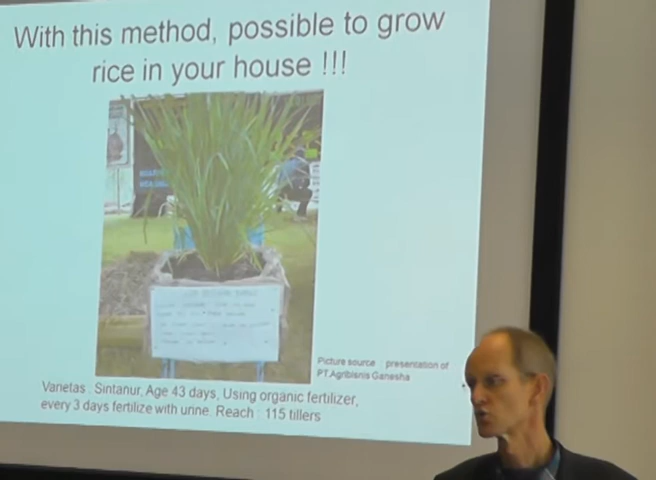 With this method, possible to grow
rice in your house !!!
Picture source : presentation of
PT.Agribisnis Ganesha
Varietas : Sintanur, Age 43 days, Using organic fertilizer,
every 3 days fertilize with urine. Reach : 115 tillers